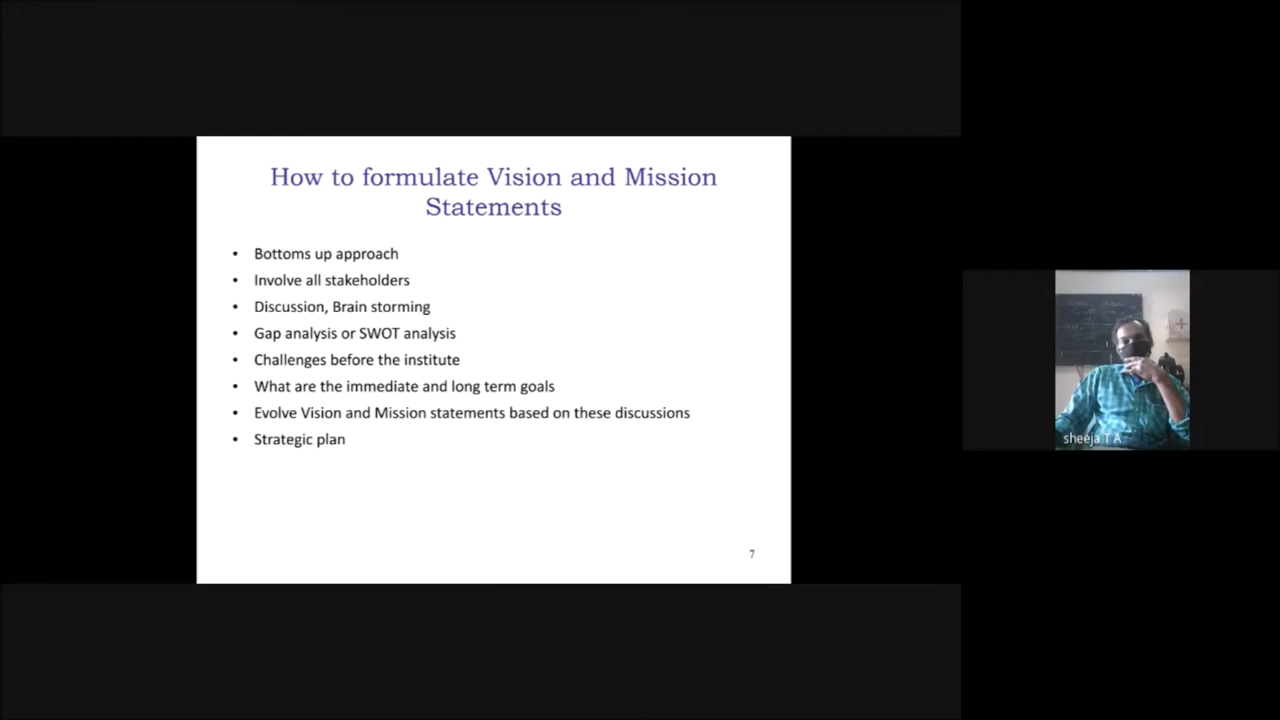 How to formulate Vision and Mission
Statements
• Bottoms up approach
• Involve all stakeholders
• Discussion, Brain storming
• Gap analysis or SWOT analysis
• Challenges before the institute
• What are the immediate and long term goals
• Evolve Vision and Mission statements based on these discussions
• Strategic plan
7
sheeja T A